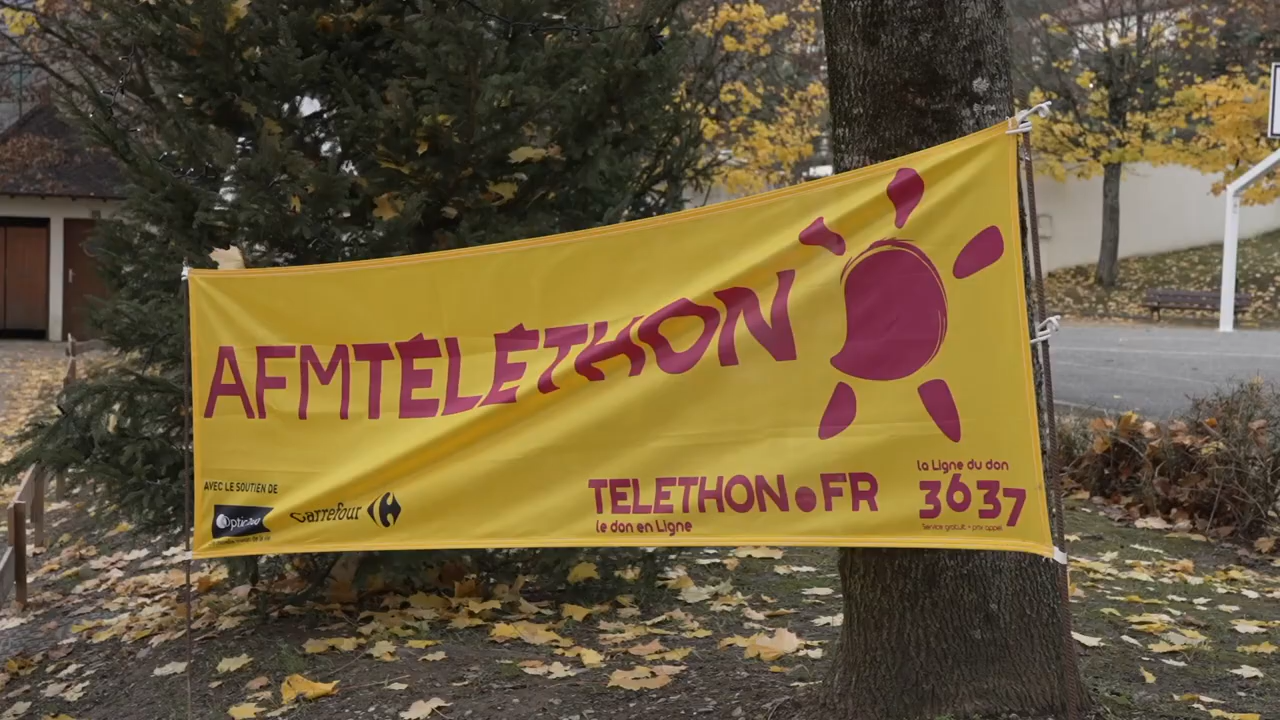 AFMTÉLÉTHON
AVEC LE SOUTIEN DE
Optic 2000
Carrefour
TELETHON.FR
le don en Ligne
la Ligne du don
3637
Service gratuit + prix appel